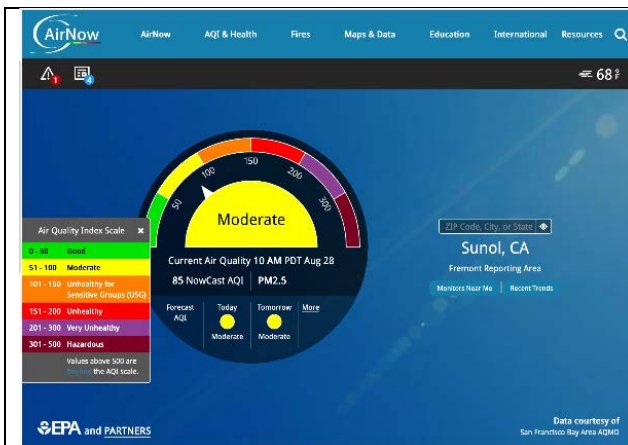 AirNow
AirNow AQI & Health Fires Maps & Data Education International Resources
1 4 68 °F
150
100 200
50 300
Moderate
Air Quality Index Scale ×
0 - 50 Good
51 - 100 Moderate
101 - 150 Unhealthy for
Sensitive Groups (USG)
151 - 200 Unhealthy
201 - 300 Very Unhealthy
301 - 500 Hazardous
Values above 500 are
beyond the AQI scale.
Current Air Quality 10 AM PDT Aug 28
85 NowCast AQI PM2.5
Forecast AQI
Today
Moderate
Tomorrow
Moderate
More
ZIP Code, City, or State
Sunol, CA
Fremont Reporting Area
Monitors Near Me Recent Trends
EPA and PARTNERS
Data courtesy of
San Francisco Bay Area AQMD